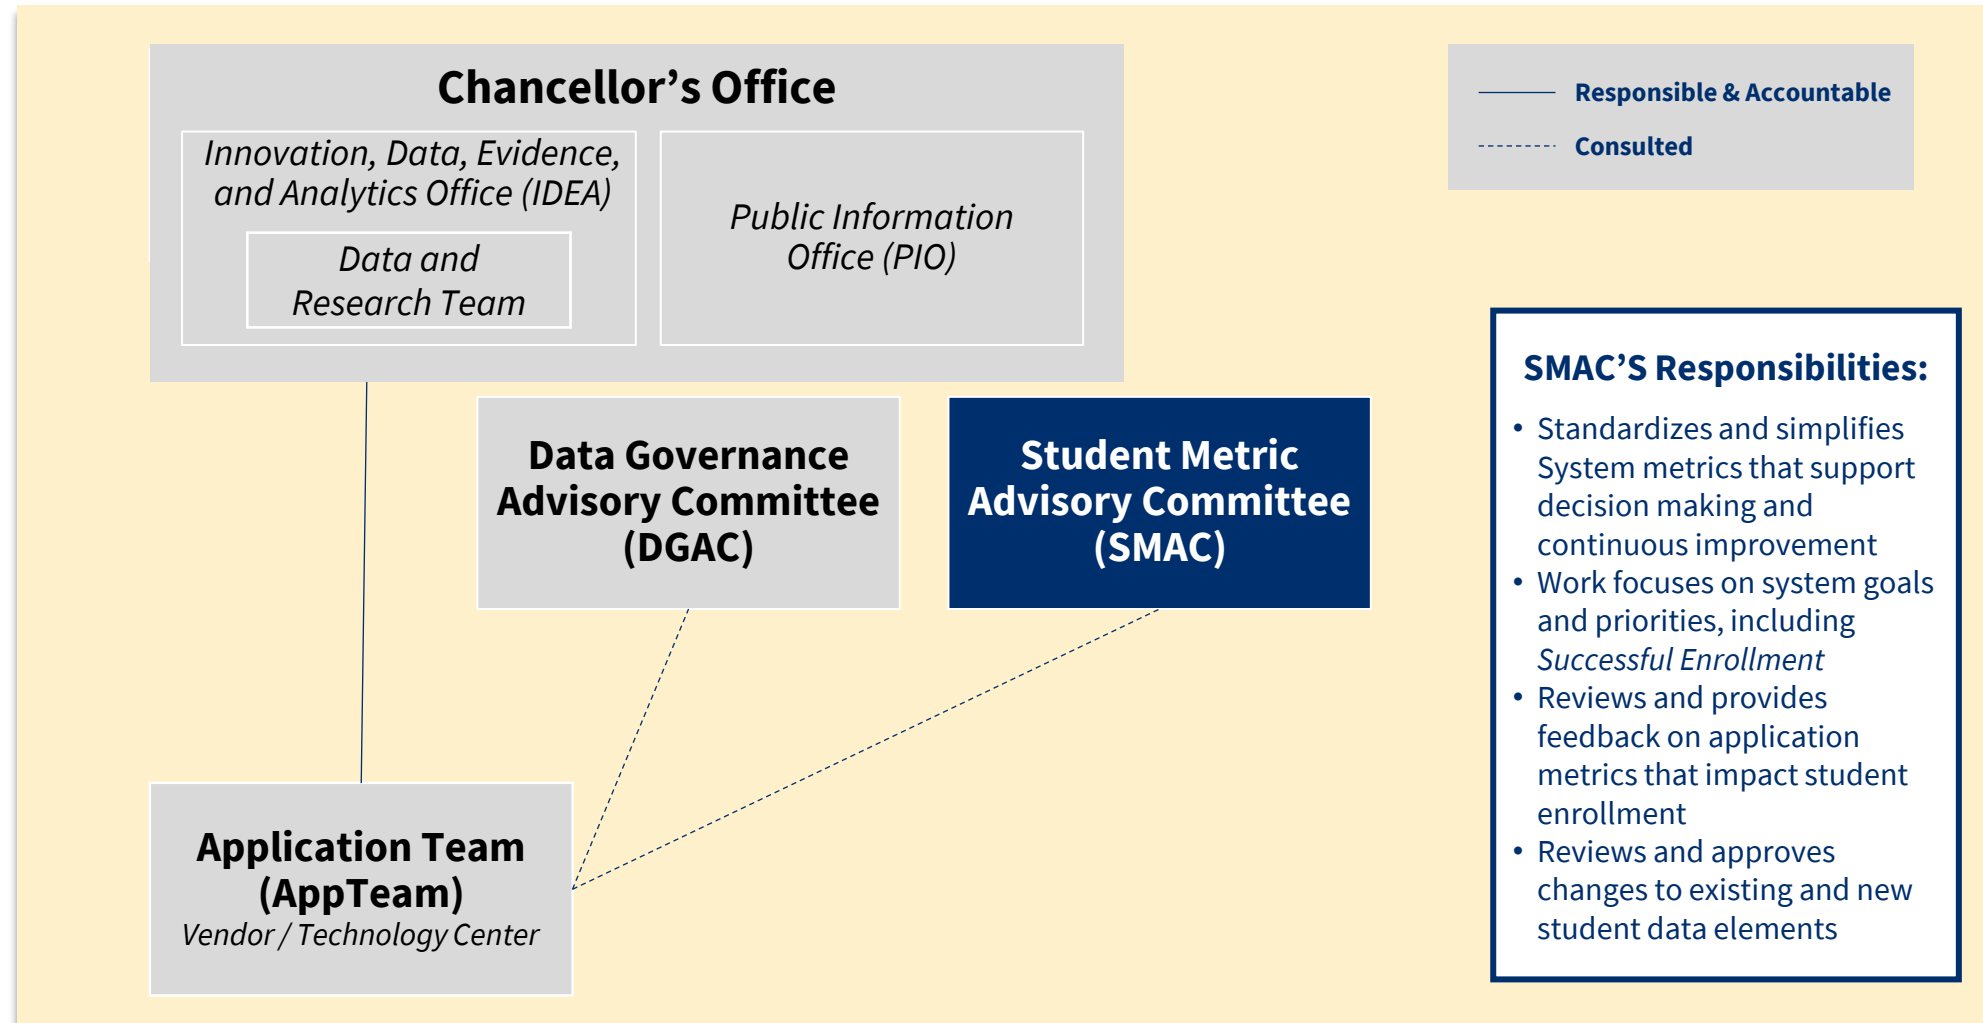 Chancellor’s Office
Innovation, Data, Evidence,
and Analytics Office (IDEA)
Data and
Research Team
Public Information
Office (PIO)
Responsible & Accountable
Consulted
Data Governance
Advisory Committee
(DGAC)
Student Metric
Advisory Committee
(SMAC)
Application Team
(AppTeam)
Vendor / Technology Center
SMAC’S Responsibilities:
• Standardizes and simplifies
System metrics that support
decision making and
continuous improvement
• Work focuses on system goals
and priorities, including
Successful Enrollment
• Reviews and provides
feedback on application
metrics that impact student
enrollment
• Reviews and approves
changes to existing and new
student data elements